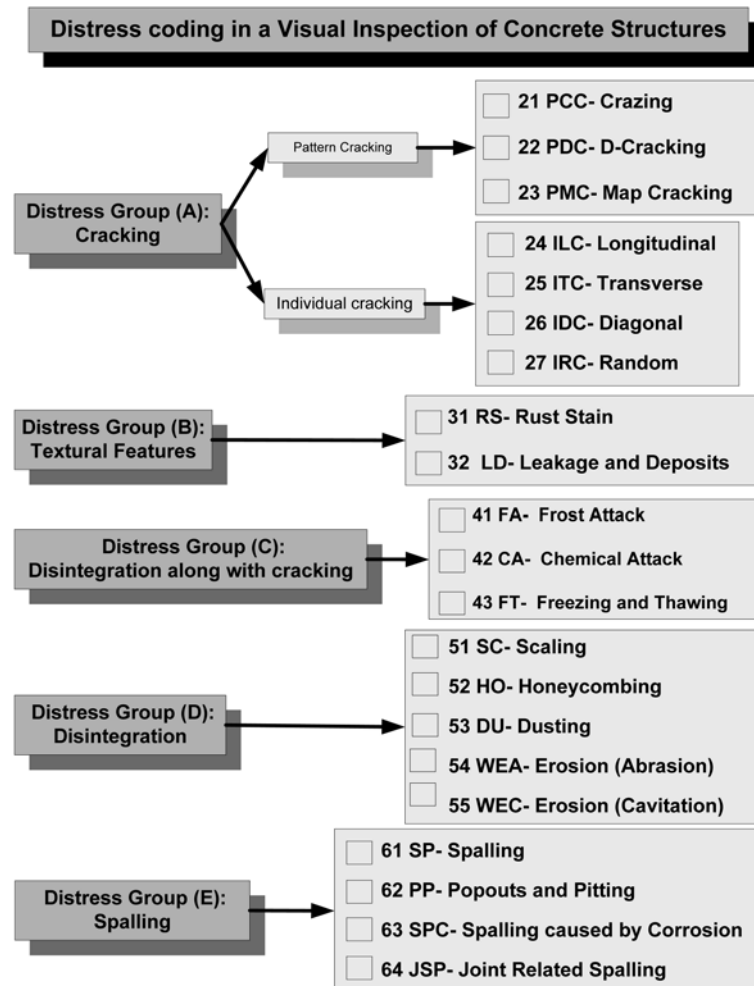 Distress coding in a Visual Inspection of Concrete Structures
Distress Group (A):
Cracking
Pattern Cracking
21 PCC- Crazing
22 PDC- D-Cracking
23 PMC- Map Cracking
Individual cracking
24 ILC- Longitudinal
25 ITC- Transverse
26 IDC- Diagonal
27 IRC- Random
Distress Group (B):
Textural Features
31 RS- Rust Stain
32 LD- Leakage and Deposits
Distress Group (C):
Disintegration along with cracking
41 FA- Frost Attack
42 CA- Chemical Attack
43 FT- Freezing and Thawing
Distress Group (D):
Disintegration
51 SC- Scaling
52 HO- Honeycombing
53 DU- Dusting
54 WEA- Erosion (Abrasion)
55 WEC- Erosion (Cavitation)
Distress Group (E):
Spalling
61 SP- Spalling
62 PP- Popouts and Pitting
63 SPC- Spalling caused by Corrosion
64 JSP- Joint Related Spalling